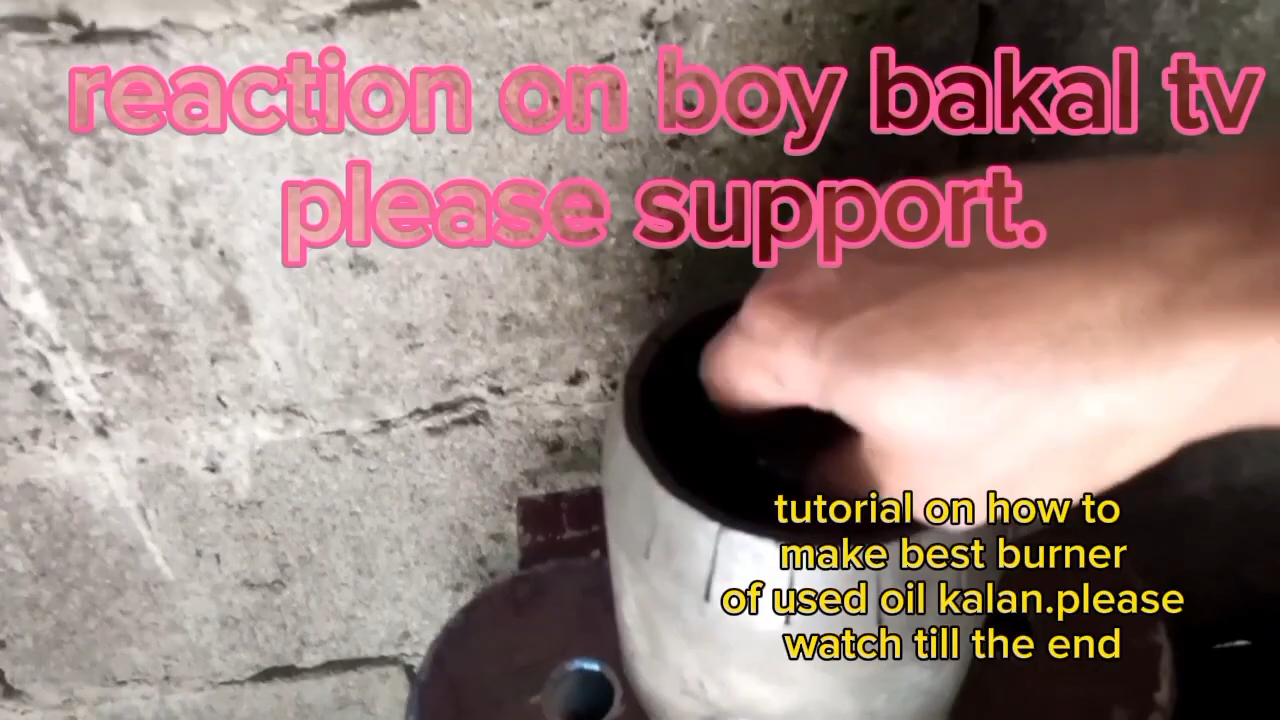 reaction on boy bakal tv
please support.
tutorial on how to
make best burner
of used oil kalan.please
watch till the end